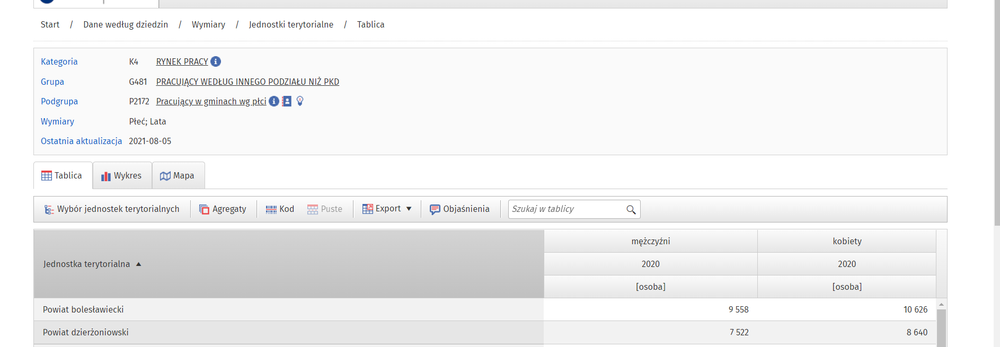 Start / Dane według dziedzin / Wymiary / Jednostki terytorialne / Tablica
Kategoria K4 RYNEK PRACY
Grupa G481 PRACUJĄCY WEDŁUG INNEGO PODZIAŁU NIŻ PKD
Podgrupa P2172 Pracujący w gminach wg płci
Wymiary Płeć; Lata
Ostatnia aktualizacja 2021-08-05
Tablica Wykres Mapa
Wybór jednostek terytorialnych Agregaty Kod Puste Export Objaśnienia Szukaj w tablicy
mężczyźni kobiety
Jednostka terytorialna 2020 2020
[osoba] [osoba]
Powiat bolesławiecki 9 558 10 626
Powiat dzierżoniowski 7 522 8 640